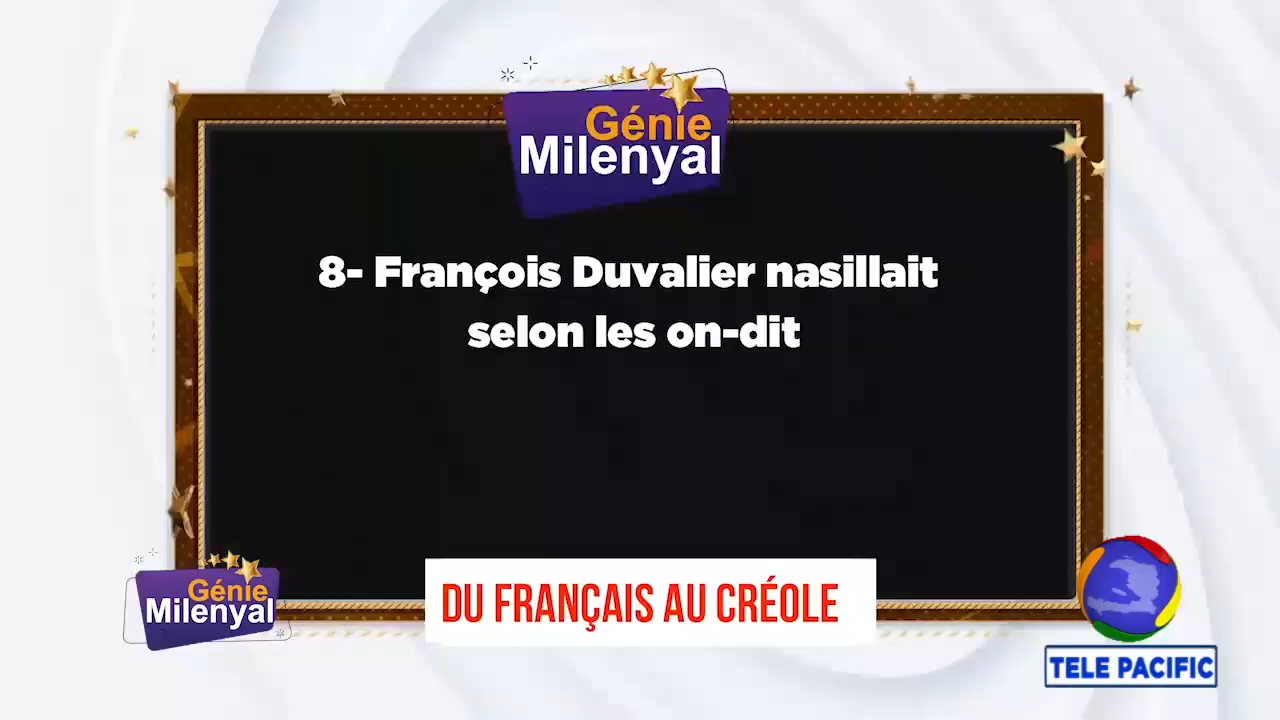 Génie
Milenyal
8- François Duvalier nasillait
selon les on-dit
Génie
Milenyal
DU FRANÇAIS AU CRÉOLE
TELE PACIFIC